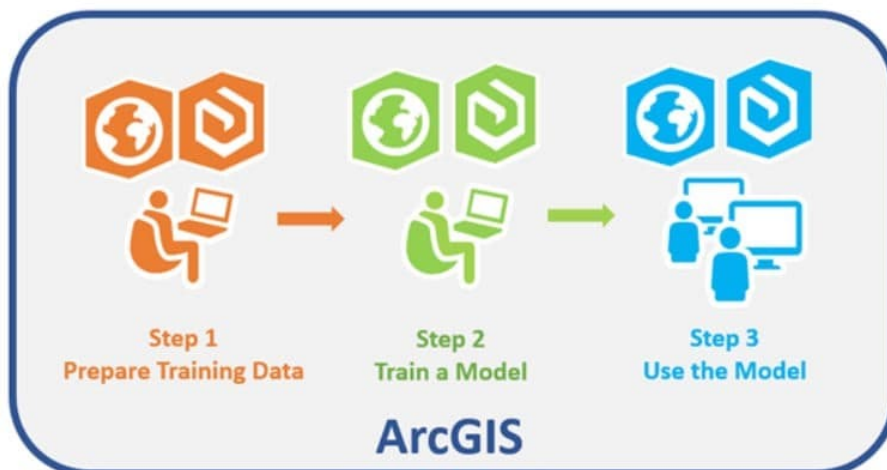 Step 1
Prepare Training Data
Step 2
Train a Model
Step 3
Use the Model
ArcGIS